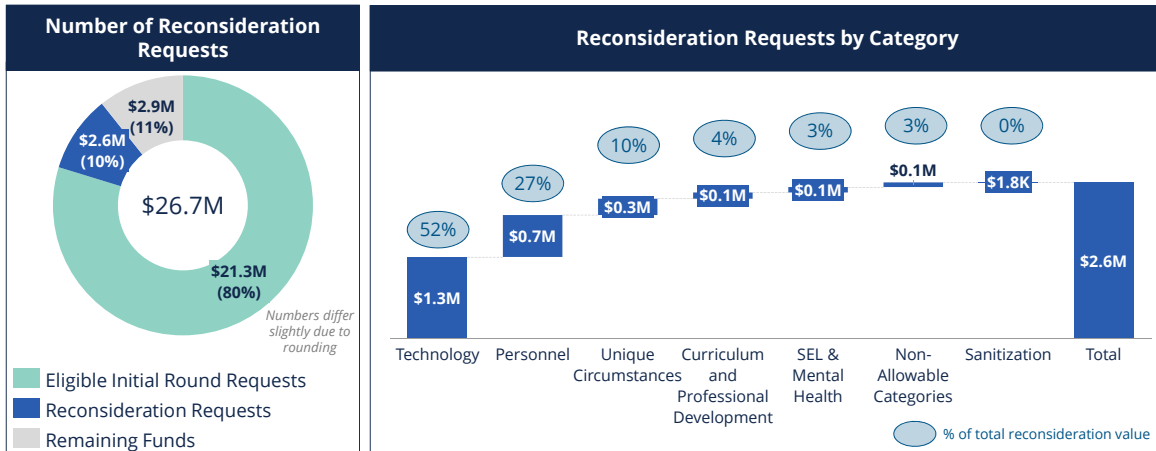 Number of Reconsideration
Requests
$2.9M
(11%)
$2.6M
(10%)
$26.7M
$21.3M
(80%)
Numbers differ
slightly due to
rounding
Eligible Initial Round Requests
Reconsideration Requests
Remaining Funds
Reconsideration Requests by Category
52%
27%
10%
4%
3%
3%
0%
$1.3M
$0.7M
$0.3M
$0.1M
$0.1M
$0.1M
$1.8K
$2.6M
Technology
Personnel
Unique
Circumstances
Curriculum
and
Professional
Development
SEL &
Mental
Health
Non-
Allowable
Categories
Sanitization
Total
% of total reconsideration value